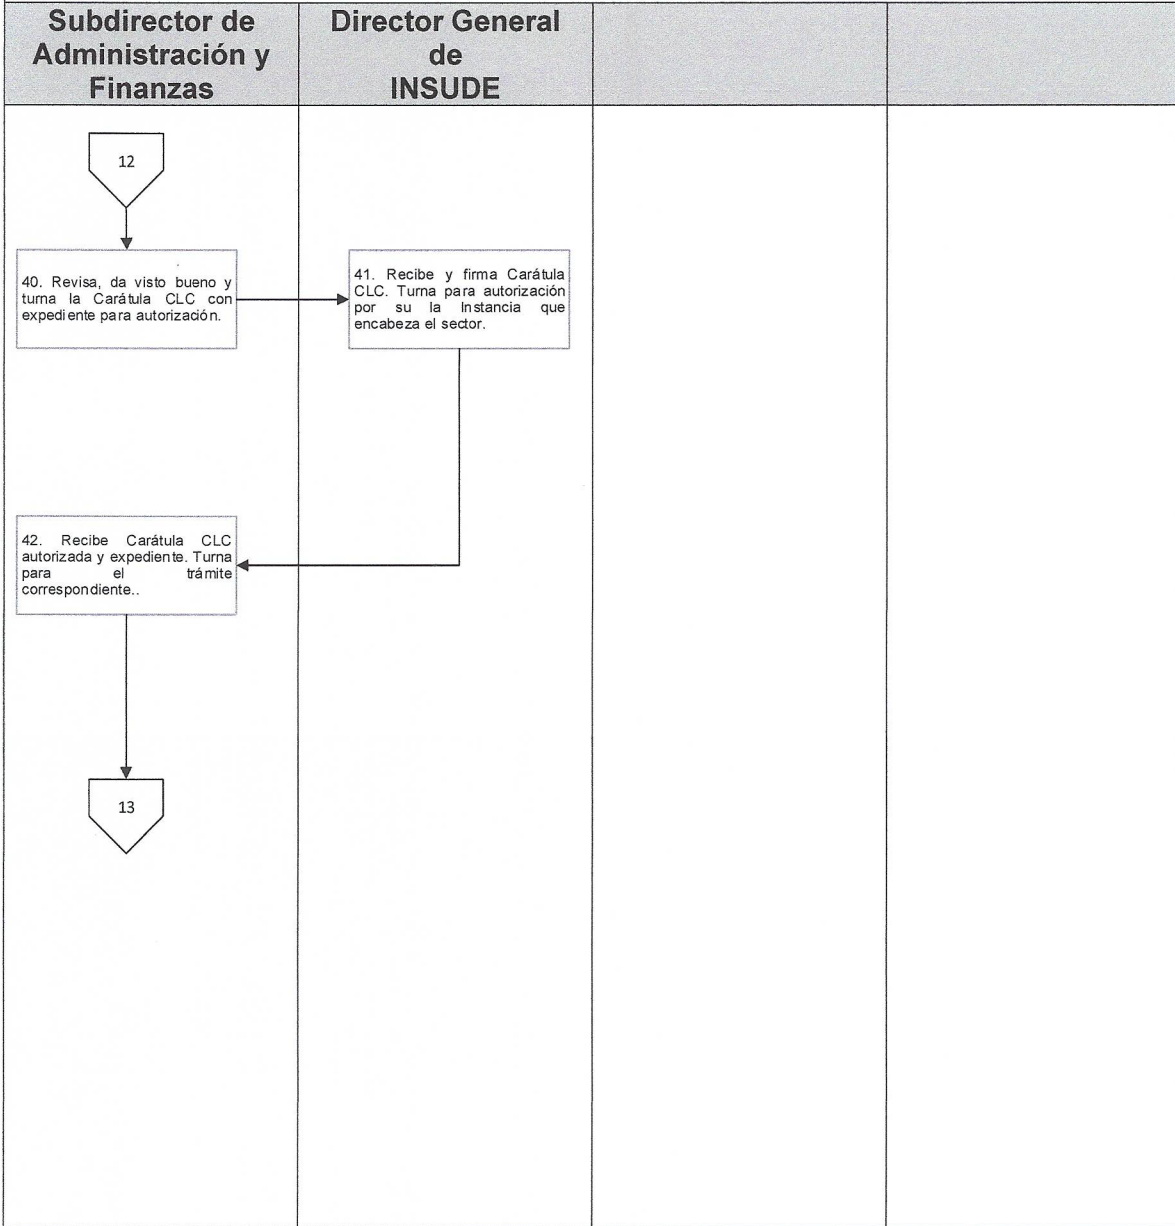 Subdirector de
Administración y
Finanzas
Director General
de
INSUDE
12
40. Revisa, da visto bueno y
turna la Carátula CLC con
expediente para autorización.
41. Recibe y firma Carátula
CLC. Turna para autorización
por su la Instancia que
encabeza el sector.
42. Recibe Carátula CLC
autorizada y expediente. Turna
para el trámite
correspondiente..
13